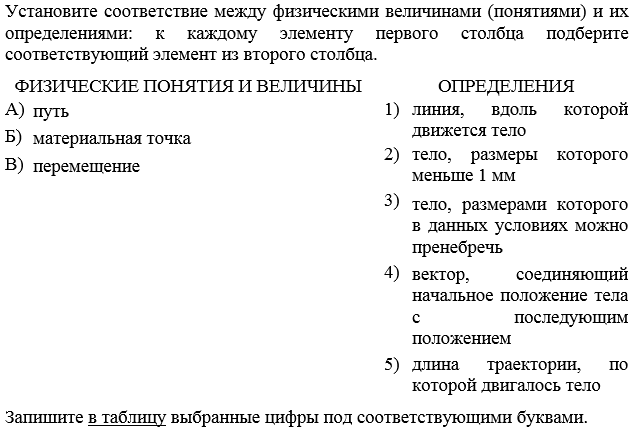 Установите соответствие между физическими величинами (понятиями) и их
определениями: к каждому элементу первого столбца подберите
соответствующий элемент из второго столбца.
ФИЗИЧЕСКИЕ ПОНЯТИЯ И ВЕЛИЧИНЫ
А) путь
Б) материальная точка
В) перемещение
ОПРЕДЕЛЕНИЯ
1) линия, вдоль которой
движется тело
2) тело, размеры которого
меньше 1 мм
3) тело, размерами которого
в данных условиях можно
пренебречь
4) вектор, соединяющий
начальное положение тела
с последующим
положением
5) длина траектории, по
которой двигалось тело
Запишите в таблицу выбранные цифры под соответствующими буквами.